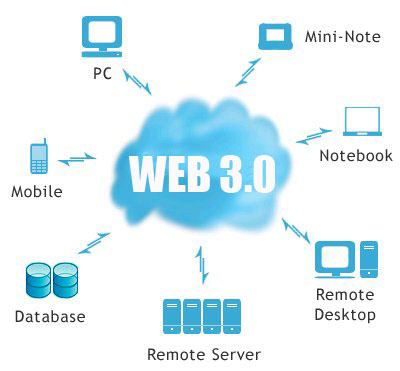 PC
Mini-Note
Notebook
WEB 3.0
Mobile
Database
Remote
Desktop
Remote Server